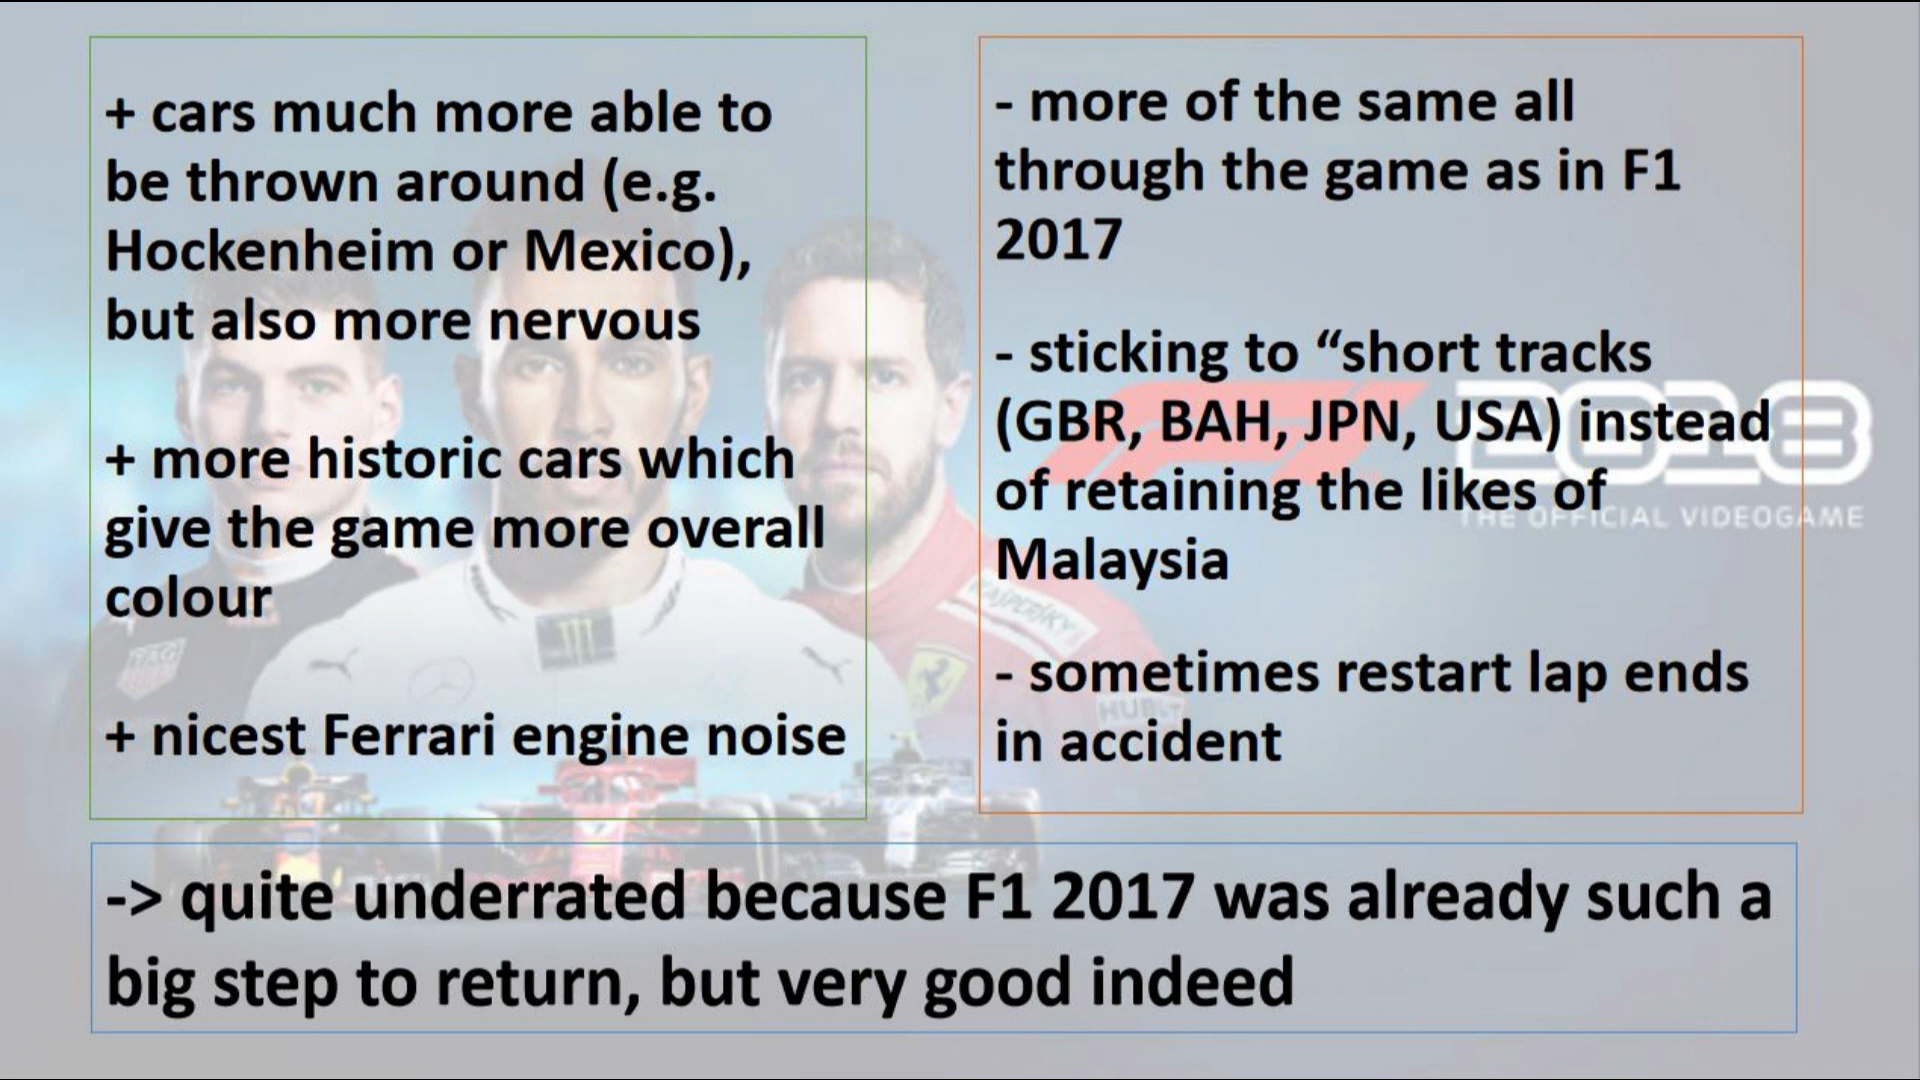 + cars much more able to
be thrown around (e.g.
Hockenheim or Mexico),
but also more nervous
+ more historic cars which
give the game more overall
colour
+ nicest Ferrari engine noise
- more of the same all
through the game as in F1
2017
- sticking to “short tracks
(GBR, BAH, JPN, USA) instead
of retaining the likes of
Malaysia
- sometimes restart lap ends
in accident
F1 2018
THE OFFICIAL VIDEOGAME
KASPERSKY
TAG
-> quite underrated because F1 2017 was already such a
big step to return, but very good indeed